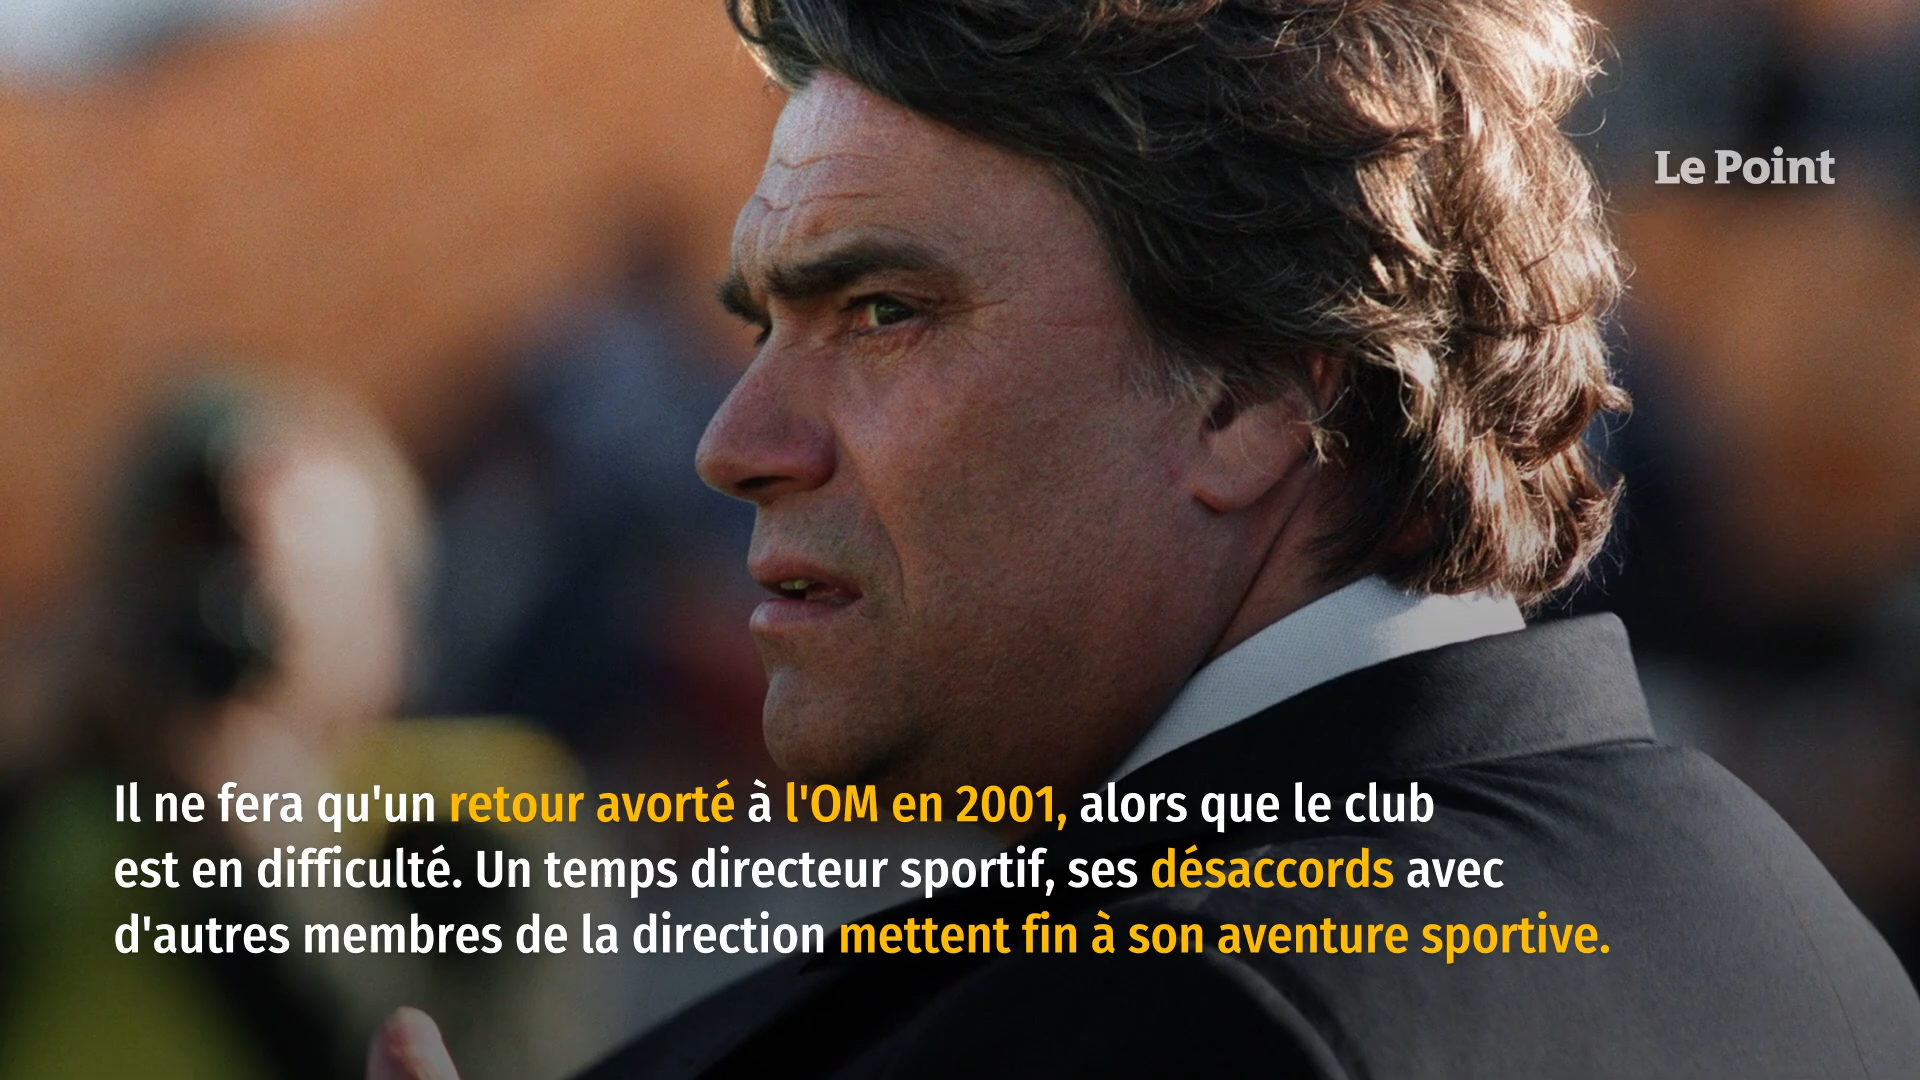 Le Point
Il ne fera qu'un retour avorté à l'OM en 2001, alors que le club
est en difficulté. Un temps directeur sportif, ses désaccords avec
d'autres membres de la direction mettent fin à son aventure sportive.